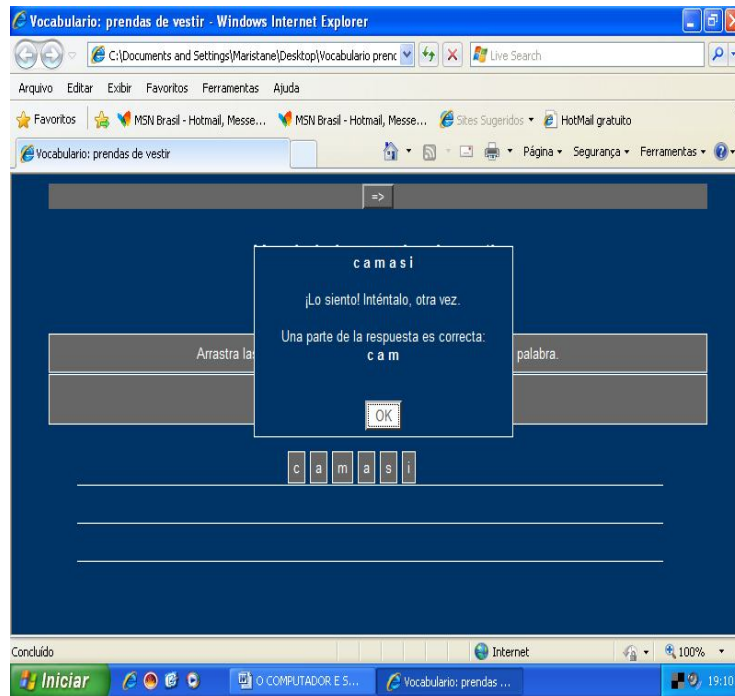 Vocabulario: prendas de vestir - Windows Internet Explorer
C:\Documents and Settings\Maristane\Desktop\Vocabulario prenc
Live Search
Arquivo Editar Exibir Favoritos Ferramentas Ajuda
Favoritos MSN Brasil - Hotmail, Messe... MSN Brasil - Hotmail, Messe... Sites Sugeridos HotMail gratuito
Vocabulario: prendas de vestir Página Segurança Ferramentas
=>
c a m a s i
¡Lo siento! Inténtalo, otra vez.
Una parte de la respuesta es correcta:
Arrastra las c a m palabra.
OK
c a m a s i
Concluído Internet 100%
Iniciar O COMPUTADOR E S... Vocabulario: prendas ... 19:10